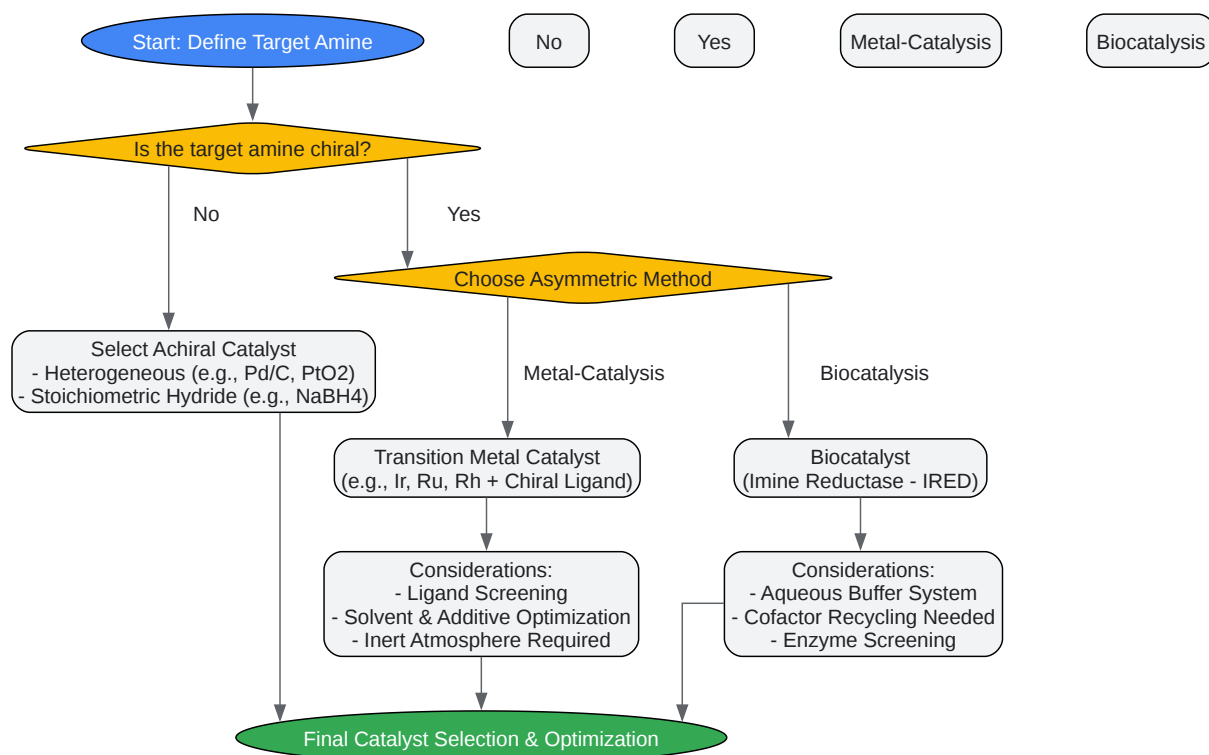 Start: Define Target Amine
No
Yes
Metal-Catalysis
Biocatalysis
Is the target amine chiral?
No
Yes
Choose Asymmetric Method
Select Achiral Catalyst
- Heterogeneous (e.g., Pd/C, PtO2)
- Stoichiometric Hydride (e.g., NaBH4)
Metal-Catalysis
Biocatalysis
Transition Metal Catalyst
(e.g., Ir, Ru, Rh + Chiral Ligand)
Biocatalyst
(Imine Reductase - IRED)
Considerations:
- Ligand Screening
- Solvent & Additive Optimization
- Inert Atmosphere Required
Considerations:
- Aqueous Buffer System
- Cofactor Recycling Needed
- Enzyme Screening
Final Catalyst Selection & Optimization